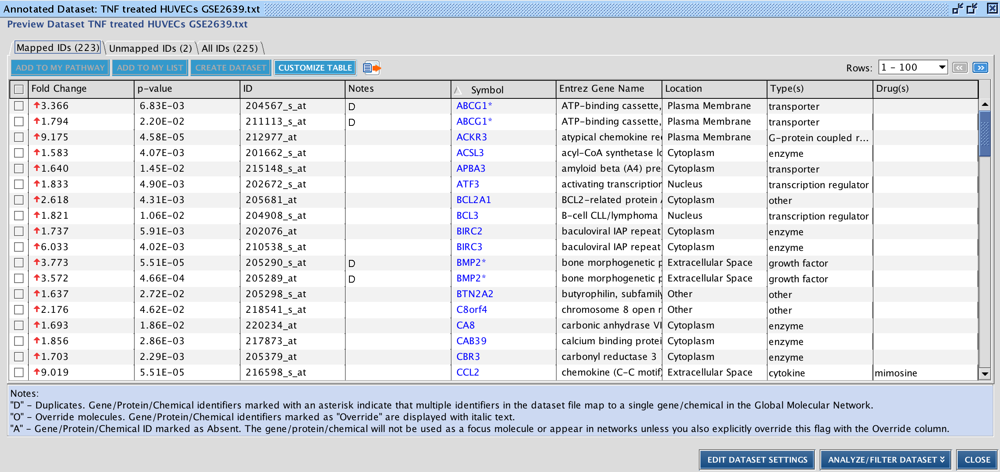 Annotated Dataset: TNF treated HUVECs GSE2639.txt
Preview Dataset TNF treated HUVECs GSE2639.txt
Mapped IDs (223) Unmapped IDs (2) All IDs (225)
ADD TO MY PATHWAY ADD TO MY LIST CREATE DATASET CUSTOMIZE TABLE Rows: 1 - 100 << >>
Fold Change p-value ID Notes Symbol Entrez Gene Name Location Type(s) Drug(s)
3.366 6.83E-03 204567_s_at D ABCG1* ATP-binding cassette, Plasma Membrane transporter
1.794 2.20E-02 211113_s_at D ABCG1* ATP-binding cassette, Plasma Membrane transporter
9.175 4.58E-05 212977_at ACKR3 atypical chemokine rec Plasma Membrane G-protein coupled r...
1.583 4.07E-03 201662_s_at ACSL3 acyl-CoA synthetase lo Cytoplasm enzyme
1.640 1.45E-02 215148_s_at APBA3 amyloid beta (A4) pre Cytoplasm transporter
1.833 4.90E-03 202672_s_at ATF3 activating transcription Nucleus transcription regulator
2.618 4.31E-03 205681_at BCL2A1 BCL2-related protein A Cytoplasm other
1.821 1.06E-02 204908_s_at BCL3 B-cell CLL/lymphoma Nucleus transcription regulator
1.737 5.91E-03 202076_at BIRC2 baculoviral IAP repeat Cytoplasm enzyme
6.033 4.02E-03 210538_s_at BIRC3 baculoviral IAP repeat Cytoplasm enzyme
3.773 5.51E-05 205290_s_at D BMP2* bone morphogenetic p Extracellular Space growth factor
3.572 4.66E-04 205289_at D BMP2* bone morphogenetic p Extracellular Space growth factor
1.637 2.72E-02 205298_s_at BTN2A2 butyrophilin, subfamily Other other
2.176 4.62E-02 218541_s_at C8orf4 chromosome 8 open r Other other
1.693 1.86E-02 220234_at CA8 carbonic anhydrase VI Cytoplasm enzyme
1.856 2.86E-03 217873_at CAB39 calcium binding protei Cytoplasm enzyme
1.703 2.29E-03 205379_at CBR3 carbonyl reductase 3 Cytoplasm enzyme
9.019 5.51E-05 216598_s_at CCL2 chemokine (C-C motif) Extracellular Space cytokine mimosine
Notes:
"D" - Duplicates. Gene/Protein/Chemical identifiers marked with an asterisk indicate that multiple identifiers in the dataset file map to a single gene/chemical in the Global Molecular Network.
"O" - Override molecules. Gene/Protein/Chemical identifiers marked as "Override" are displayed with italic text.
"A" - Gene/Protein/Chemical ID marked as Absent. The gene/protein/chemical will not be used as a focus molecule or appear in networks unless you also explicitly override this flag with the Override column.
EDIT DATASET SETTINGS ANALYZE/FILTER DATASET CLOSE